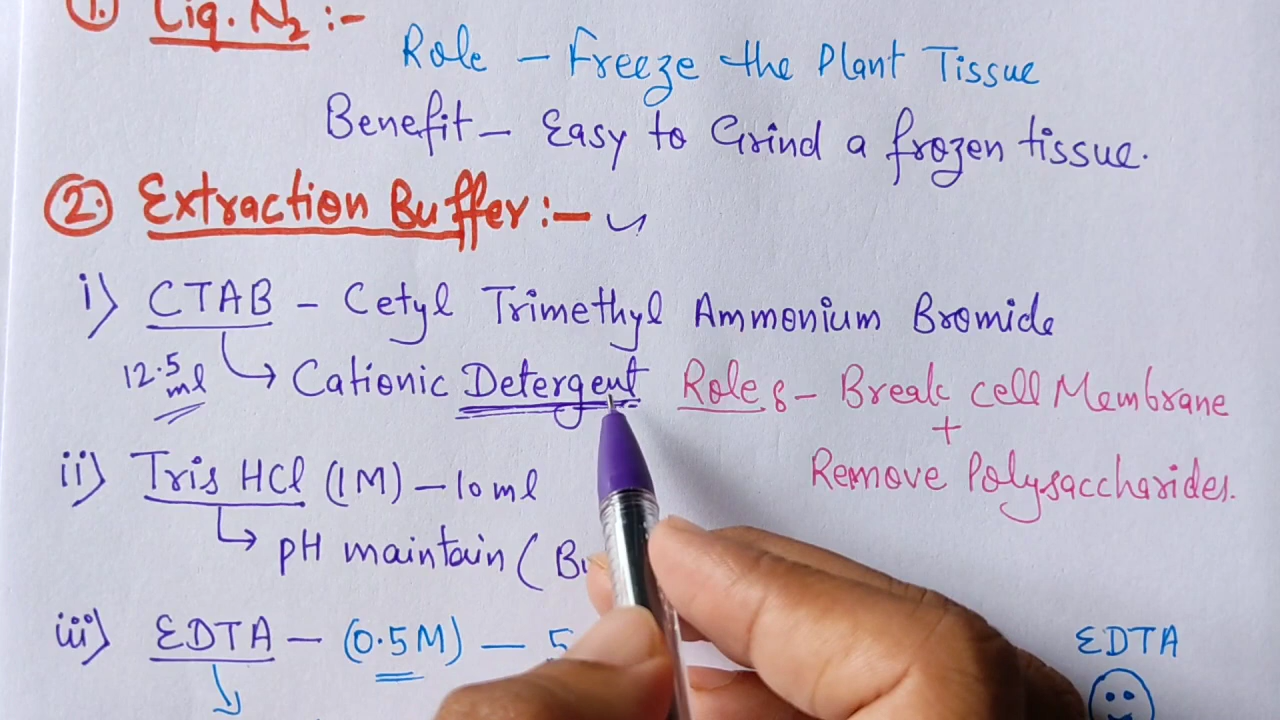 1. Liq. N2 :-
Role - Freeze the Plant Tissue
Benefit - Easy to Grind a frozen tissue.
2. Extraction Buffer :-
i) CTAB - Cetyl Trimethyl Ammonium Bromide
12.5 ml → Cationic Detergent Role :- Break cell Membrane
+
Remove Polysaccharides.
ii) Tris HCl (1M) - 10 ml
→ pH maintain (
iii) EDTA - (0.5M) - 5
EDTA